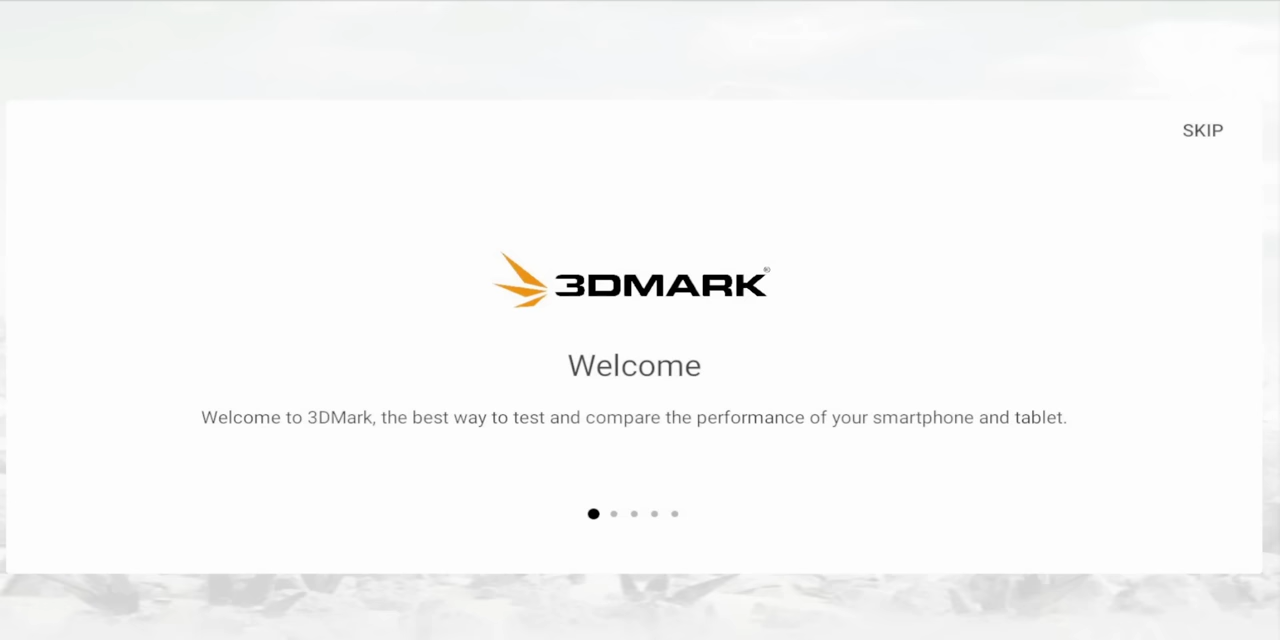 SKIP
3DMARK®
Welcome
Welcome to 3DMark, the best way to test and compare the performance of your smartphone and tablet.